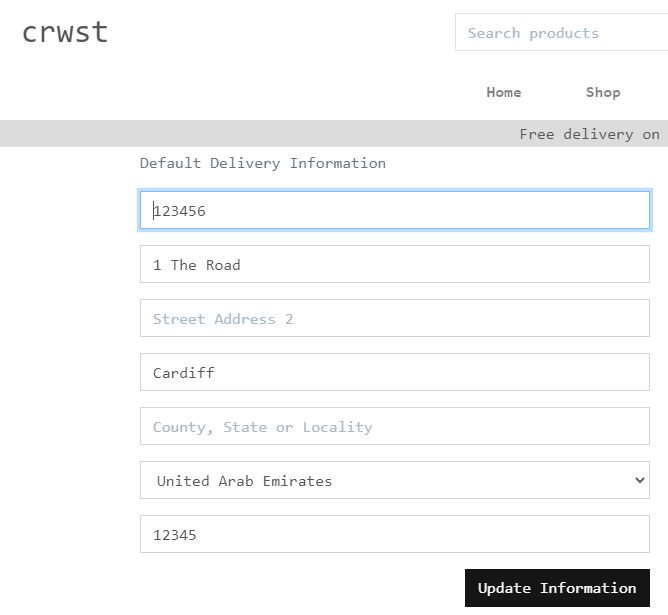 crwst
Search products
Home Shop
Free delivery on
Default Delivery Information
123456
1 The Road
Street Address 2
Cardiff
County, State or Locality
United Arab Emirates
12345
Update Information